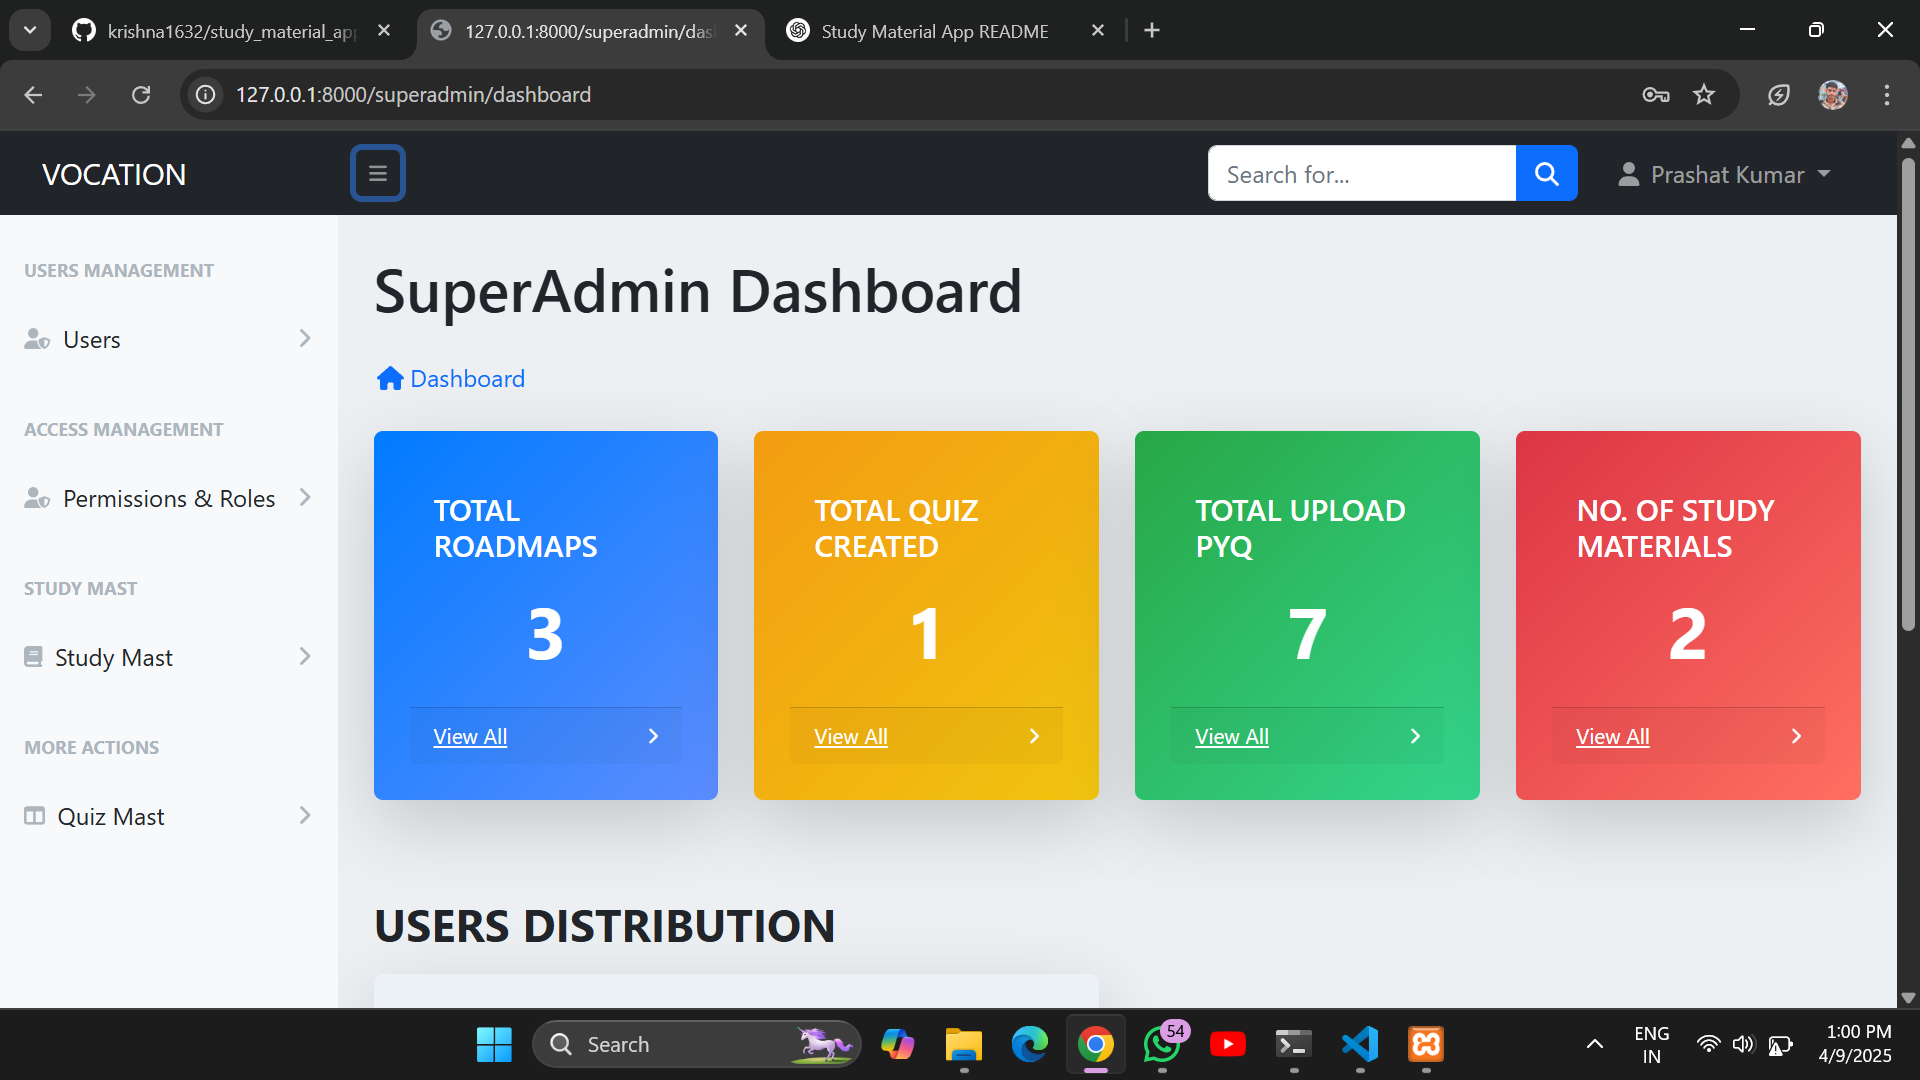 krishna1632/study_material_app
127.0.0.1:8000/superadmin/das
Study Material App README
127.0.0.1:8000/superadmin/dashboard
VOCATION
Search for...
Prashat Kumar
USERS MANAGEMENT
Users
ACCESS MANAGEMENT
Permissions & Roles
STUDY MAST
Study Mast
MORE ACTIONS
Quiz Mast
SuperAdmin Dashboard
Dashboard
TOTAL
ROADMAPS
3
View All
TOTAL QUIZ
CREATED
1
View All
TOTAL UPLOAD
PYQ
7
View All
NO. OF STUDY
MATERIALS
2
View All
USERS DISTRIBUTION
Search
54
ENG
IN
1:00 PM
4/9/2025